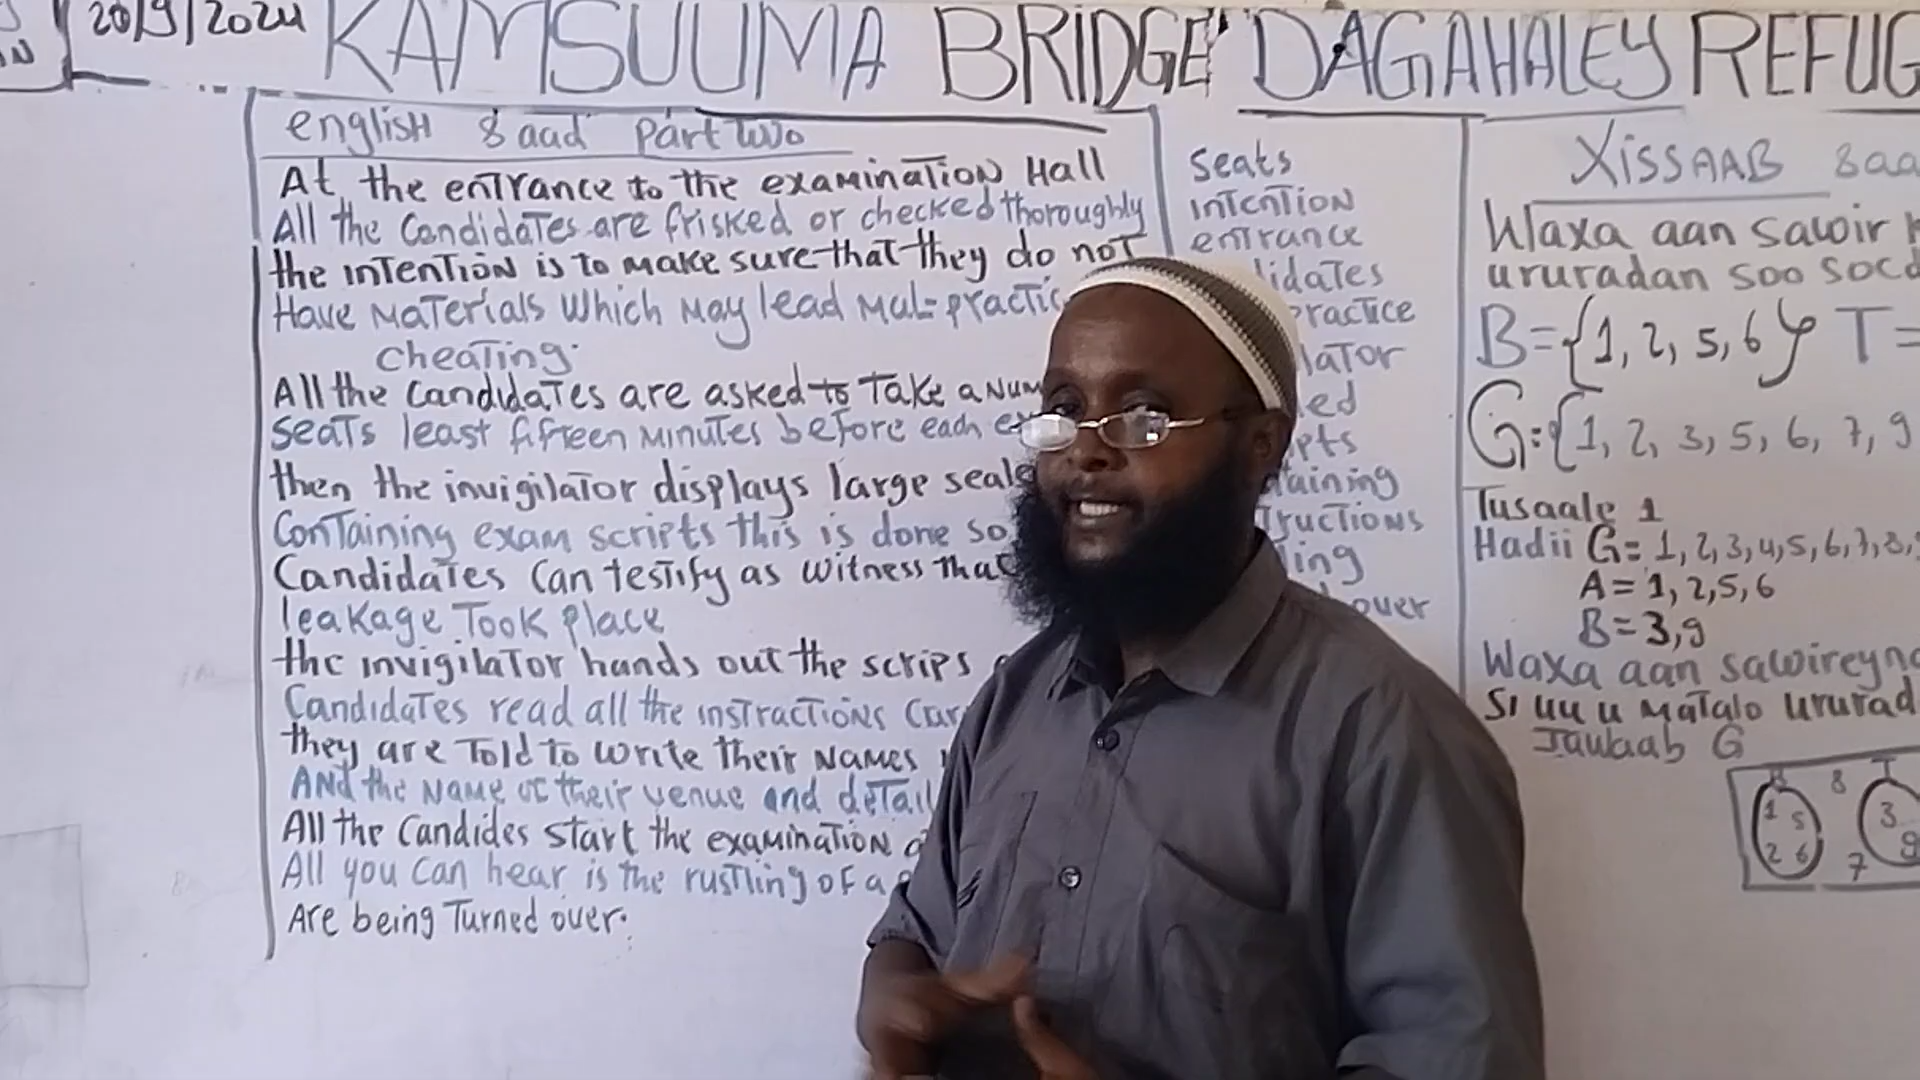 20/9/2024 KAMSUUMA BRIDGE DAGAHALEY REFUG
english 8aad part two
At the entrance to the examination Hall
All the Candidates are frisked or checked thoroughly
the intention is to make sure that they do not
Have Materials which may lead mal-practic
cheating.
All the Candidates are asked to take a num
Seats least fifteen minutes before each
then the invigilator displays large seale
Containing exam scripts this is done so
Candidates Can testify as witness that
leakage Took place
the invigilator hands out the scrips
Candidates read all the instractions Car
they are Told to write their names
And the Name of their venue and detail
All the Candides start the examination
All you can hear is the rustling of a
Are being Turned over.
Seats
intention
entrance
idates
ractice
lator
ed
pts
taining
tructions
ling
over
XISSAAB 8aa
Waxa aan sawir
ururadan soo socd
B={1, 2, 5, 6} T=
G={1, 2, 3, 5, 6, 7, 9
Tusaale 1
Hadii G= 1, 2, 3, 4, 5, 6, 7, 8,
A = 1, 2, 5, 6
B = 3, 9
Waxa aan sawireyn
Si uu u matalo ururad
Jawaab G
B 8 T
1 5 3
2 6 7 9